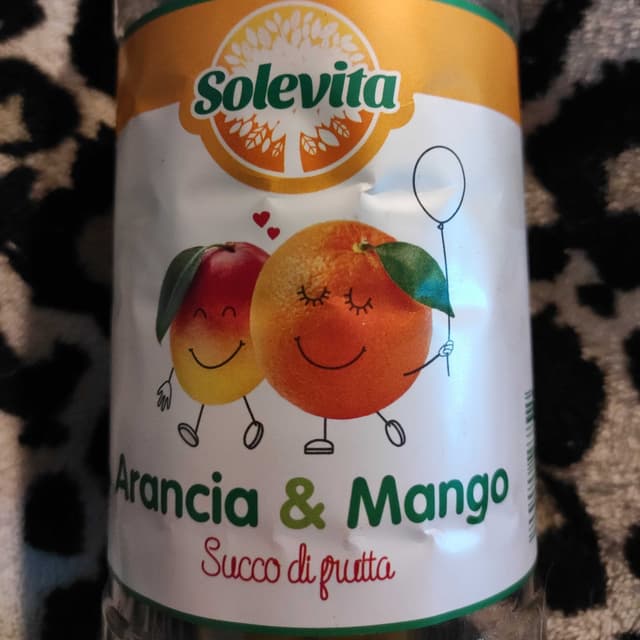 Solevita
Arancia & Mango
Succo di frutta